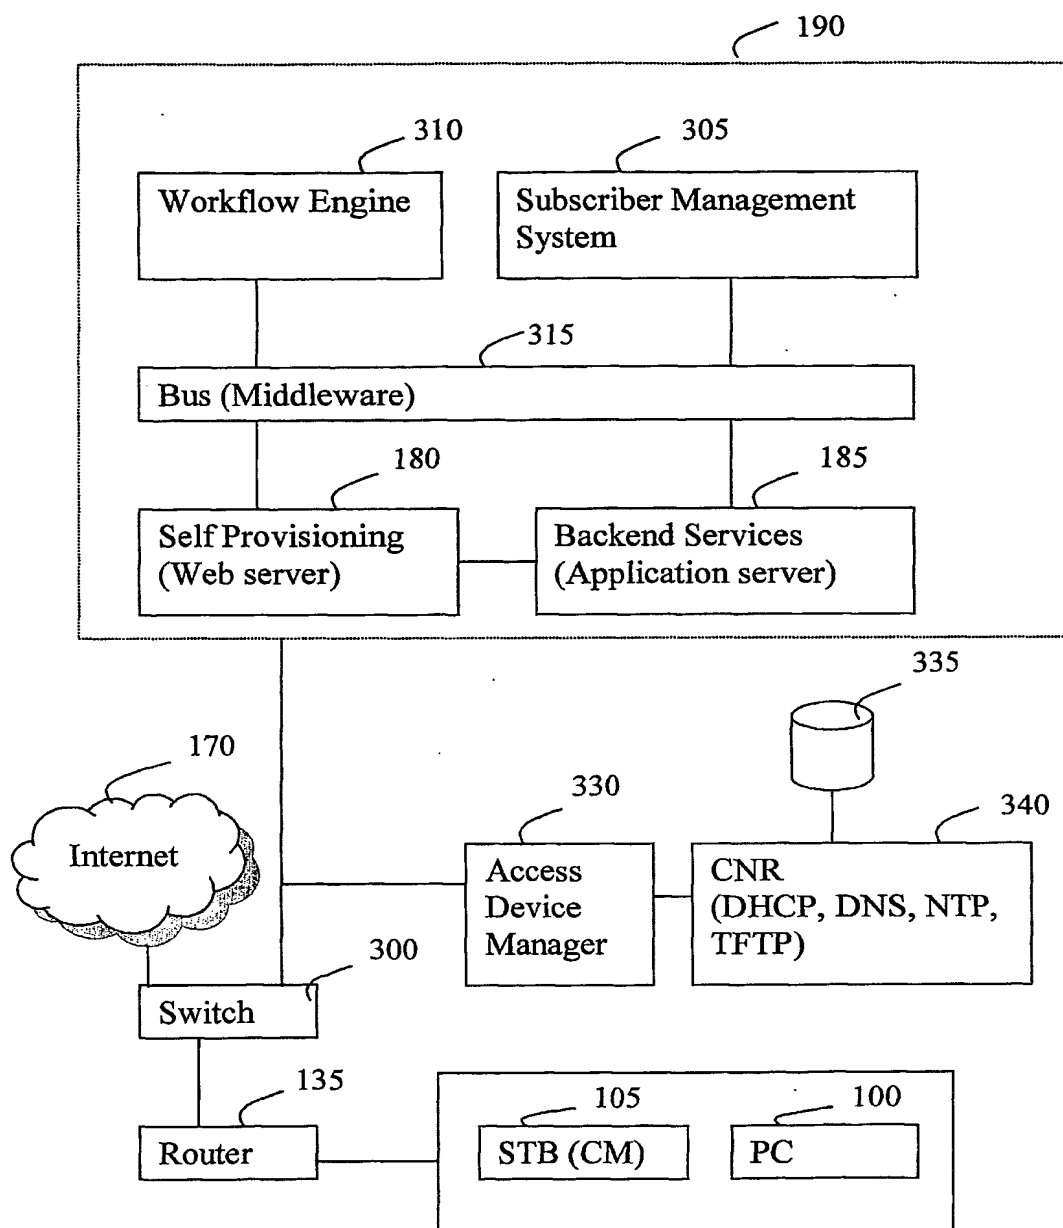 190
310
305
Workflow Engine
Subscriber Management
System
315
Bus (Middleware)
180
185
Self Provisioning
(Web server)
Backend Services
(Application server)
335
170
330
340
Internet
Access
Device
Manager
CNR
(DHCP, DNS, NTP,
TFTP)
300
Switch
135
105
100
Router
STB (CM)
PC